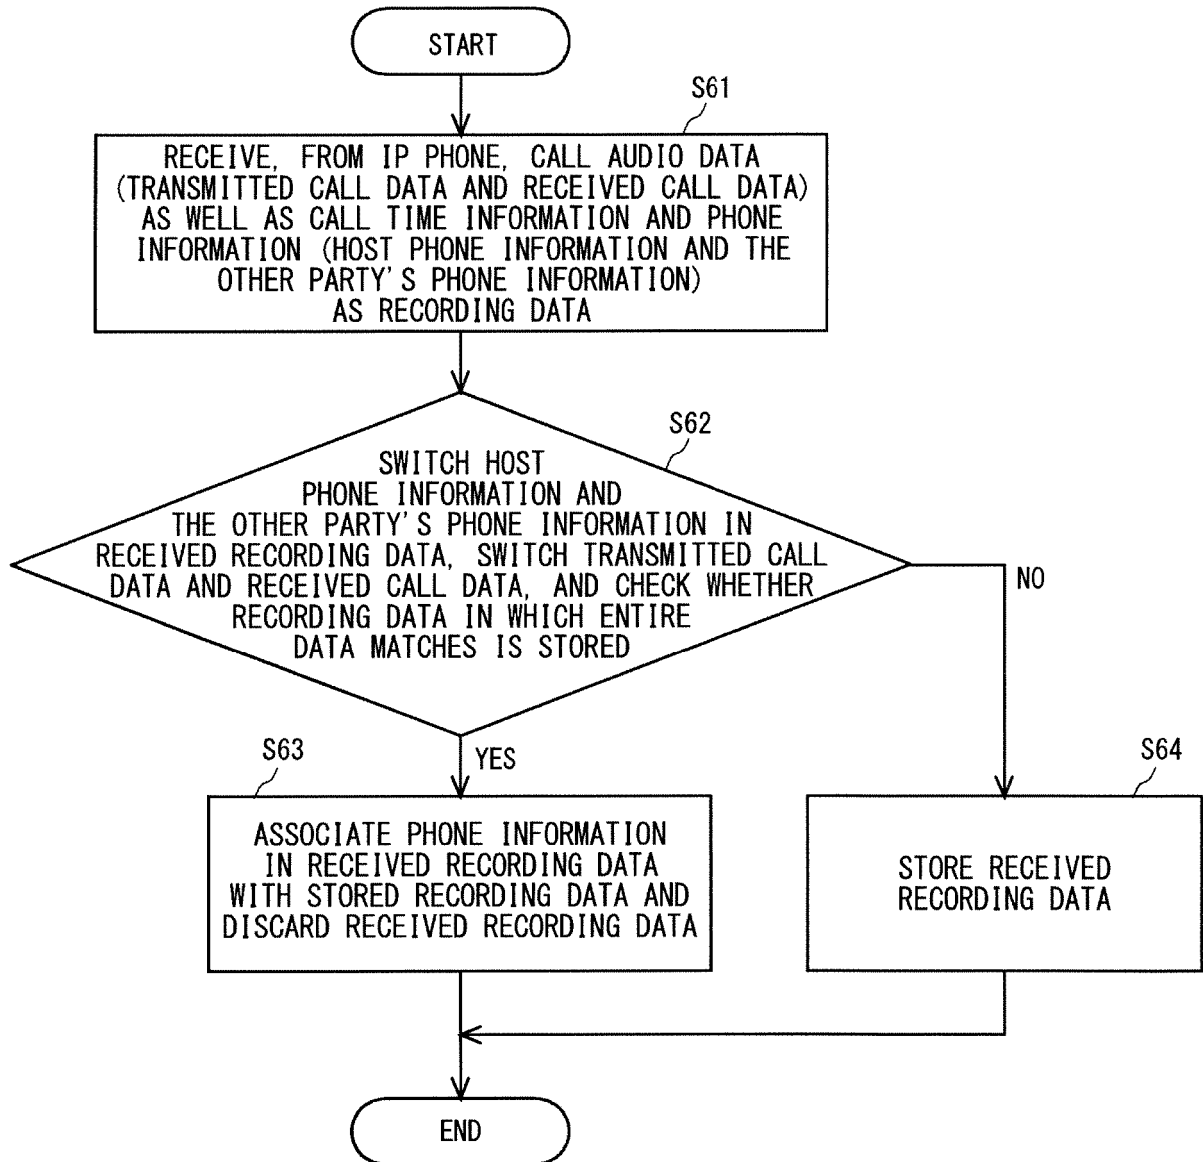 START
S61
RECEIVE, FROM IP PHONE, CALL AUDIO DATA
(TRANSMITTED CALL DATA AND RECEIVED CALL DATA)
AS WELL AS CALL TIME INFORMATION AND PHONE
INFORMATION (HOST PHONE INFORMATION AND THE
OTHER PARTY'S PHONE INFORMATION)
AS RECORDING DATA
S62
SWITCH HOST
PHONE INFORMATION AND
THE OTHER PARTY'S PHONE INFORMATION IN
RECEIVED RECORDING DATA, SWITCH TRANSMITTED CALL
DATA AND RECEIVED CALL DATA, AND CHECK WHETHER
RECORDING DATA IN WHICH ENTIRE
DATA MATCHES IS STORED
NO
YES
S63
ASSOCIATE PHONE INFORMATION
IN RECEIVED RECORDING DATA
WITH STORED RECORDING DATA AND
DISCARD RECEIVED RECORDING DATA
S64
STORE RECEIVED
RECORDING DATA
END